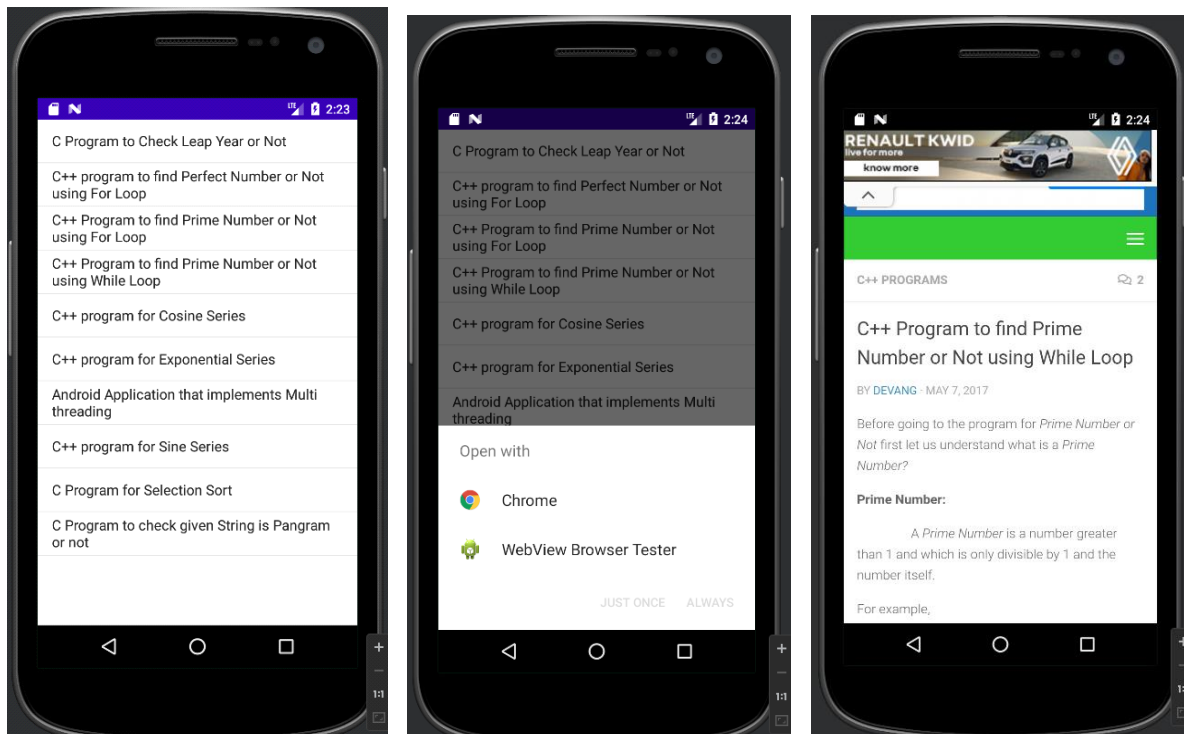 LTE 2:23
C Program to Check Leap Year or Not
C++ program to find Perfect Number or Not
using For Loop
C++ Program to find Prime Number or Not
using For Loop
C++ Program to find Prime Number or Not
using While Loop
C++ program for Cosine Series
C++ program for Exponential Series
Android Application that implements Multi
threading
C++ program for Sine Series
C Program for Selection Sort
C Program to check given String is Pangram
or not
1:1
LTE 2:24
C Program to Check Leap Year or Not
C++ program to find Perfect Number or Not
using For Loop
C++ Program to find Prime Number or Not
using For Loop
C++ Program to find Prime Number or Not
using While Loop
C++ program for Cosine Series
C++ program for Exponential Series
Android Application that implements Multi
threading
Open with
Chrome
WebView Browser Tester
JUST ONCE ALWAYS
1:1
LTE 2:24
RENAULT KWID
live for more
know more
C++ PROGRAMS 2
C++ Program to find Prime
Number or Not using While Loop
BY DEVANG · MAY 7, 2017
Before going to the program for Prime Number or
Not first let us understand what is a Prime
Number?
Prime Number:
A Prime Number is a number greater
than 1 and which is only divisible by 1 and the
number itself.
For example,